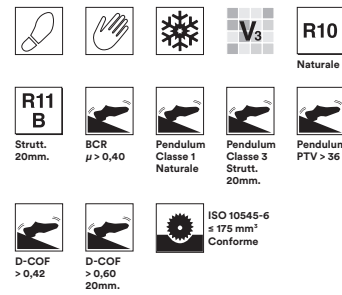 V3
R10
Naturale
R11
B
Strutt.
20mm.
BCR
µ > 0,40
Pendulum
Classe 1
Naturale
Pendulum
Classe 3
Strutt.
20mm.
Pendulum
PTV > 36
D-COF
> 0,42
D-COF
> 0,60
20mm.
ISO 10545-6
≤ 175 mm³
Conforme